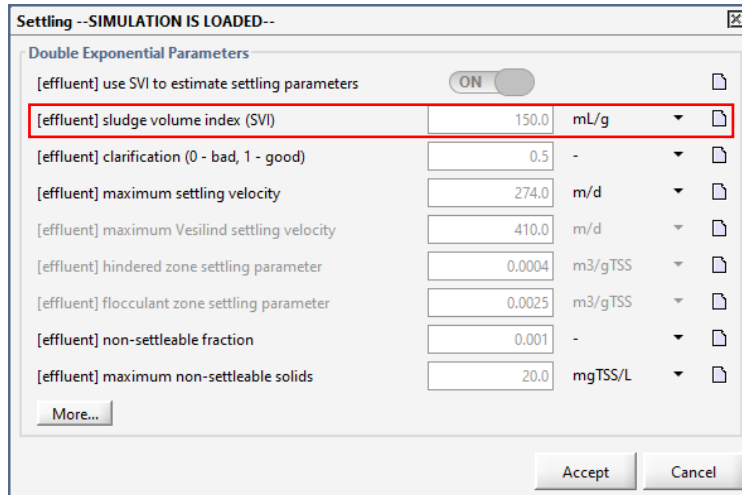 Settling --SIMULATION IS LOADED--
Double Exponential Parameters
[effluent] use SVI to estimate settling parameters ON
[effluent] sludge volume index (SVI) 150.0 mL/g
[effluent] clarification (0 - bad, 1 - good) 0.5 -
[effluent] maximum settling velocity 274.0 m/d
[effluent] maximum Vesilind settling velocity 410.0 m/d
[effluent] hindered zone settling parameter 0.0004 m3/gTSS
[effluent] flocculant zone settling parameter 0.0025 m3/gTSS
[effluent] non-settleable fraction 0.001 -
[effluent] maximum non-settleable solids 20.0 mgTSS/L
More...
Accept Cancel